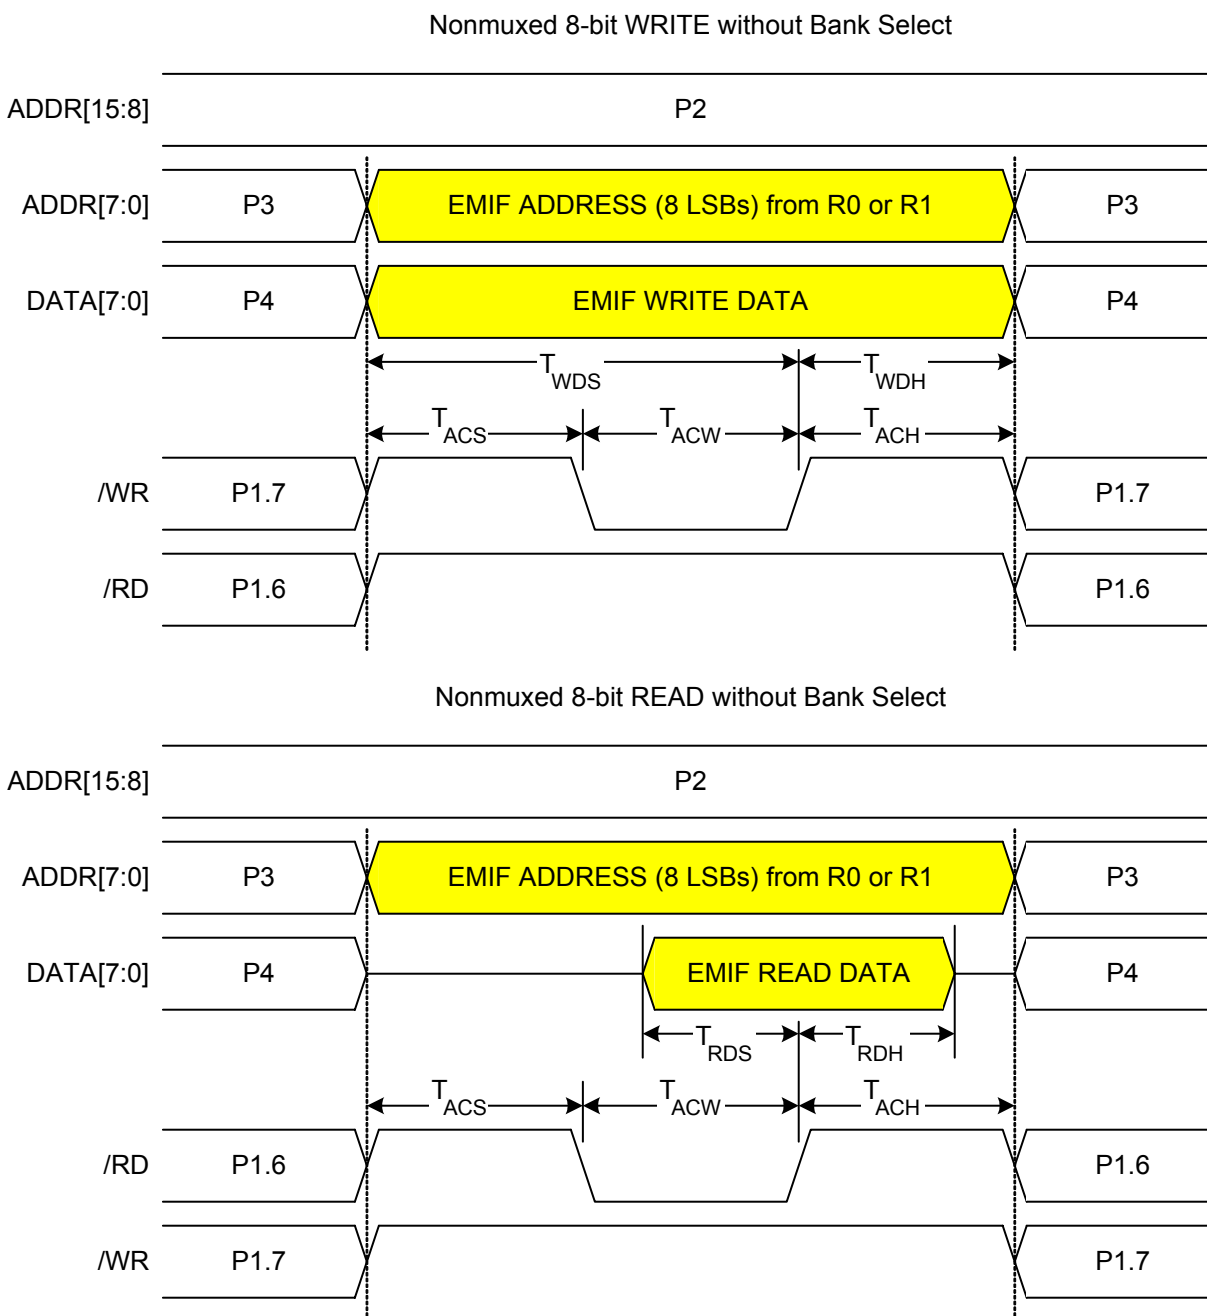 Nonmuxed 8-bit WRITE without Bank Select
ADDR[15:8] P2
ADDR[7:0] P3 EMIF ADDRESS (8 LSBs) from R0 or R1 P3
DATA[7:0] P4 EMIF WRITE DATA P4
TWDS TWDH
TACS TACW TACH
/WR P1.7 P1.7
/RD P1.6 P1.6
Nonmuxed 8-bit READ without Bank Select
ADDR[15:8] P2
ADDR[7:0] P3 EMIF ADDRESS (8 LSBs) from R0 or R1 P3
DATA[7:0] P4 EMIF READ DATA P4
TRDS TRDH
TACS TACW TACH
/RD P1.6 P1.6
/WR P1.7 P1.7